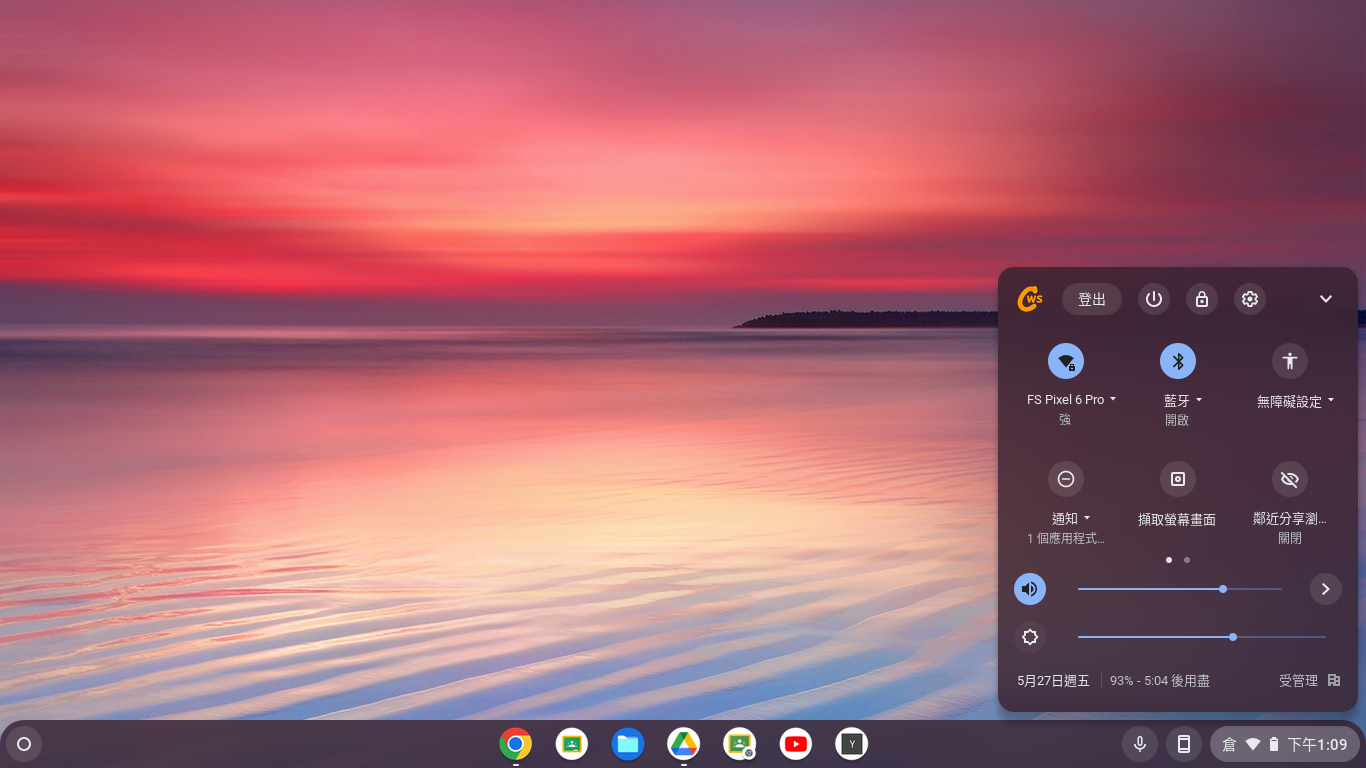 cws
登出
FS Pixel 6 Pro
強
藍牙
開啟
無障礙設定
通知
1 個應用程式...
擷取螢幕畫面
鄰近分享瀏...
關閉
5月27日週五
93% - 5:04 後用盡
受管理
Y
倉
下午1:09